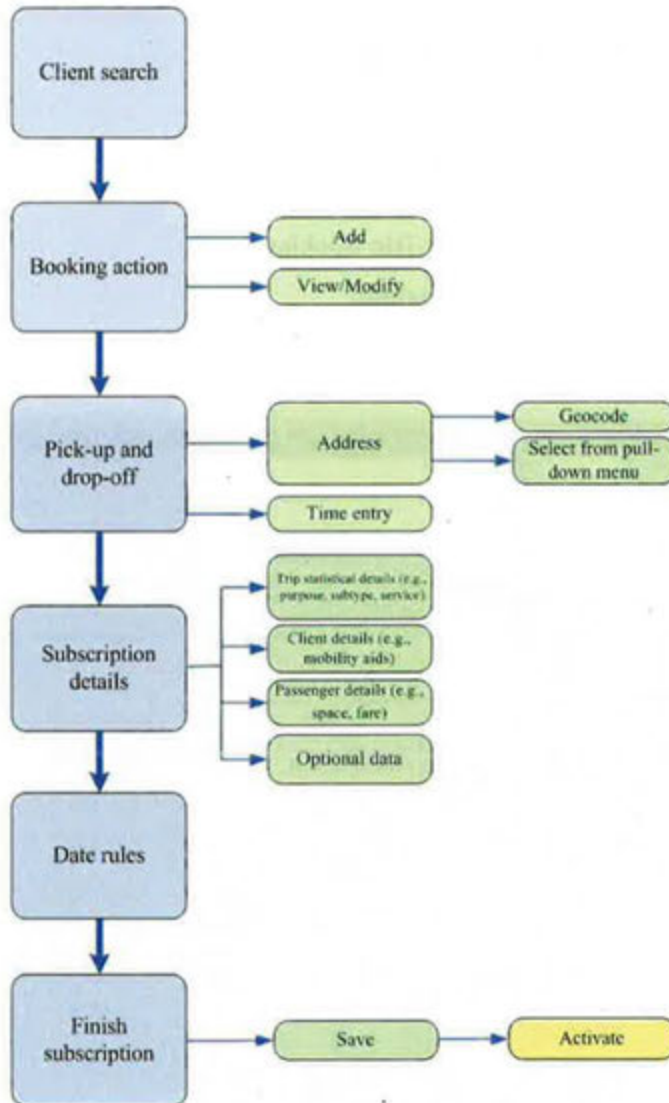 Client search
Booking action
Add
View/Modify
Pick-up and
drop-off
Address
Geocode
Select from pull-
down menu
Time entry
Subscription
details
Trip statistical details (e.g.,
purpose, subtype, service)
Client details (e.g.,
mobility aids)
Passenger details (e.g.,
space, fare)
Optional data
Date rules
Finish
subscription
Save
Activate